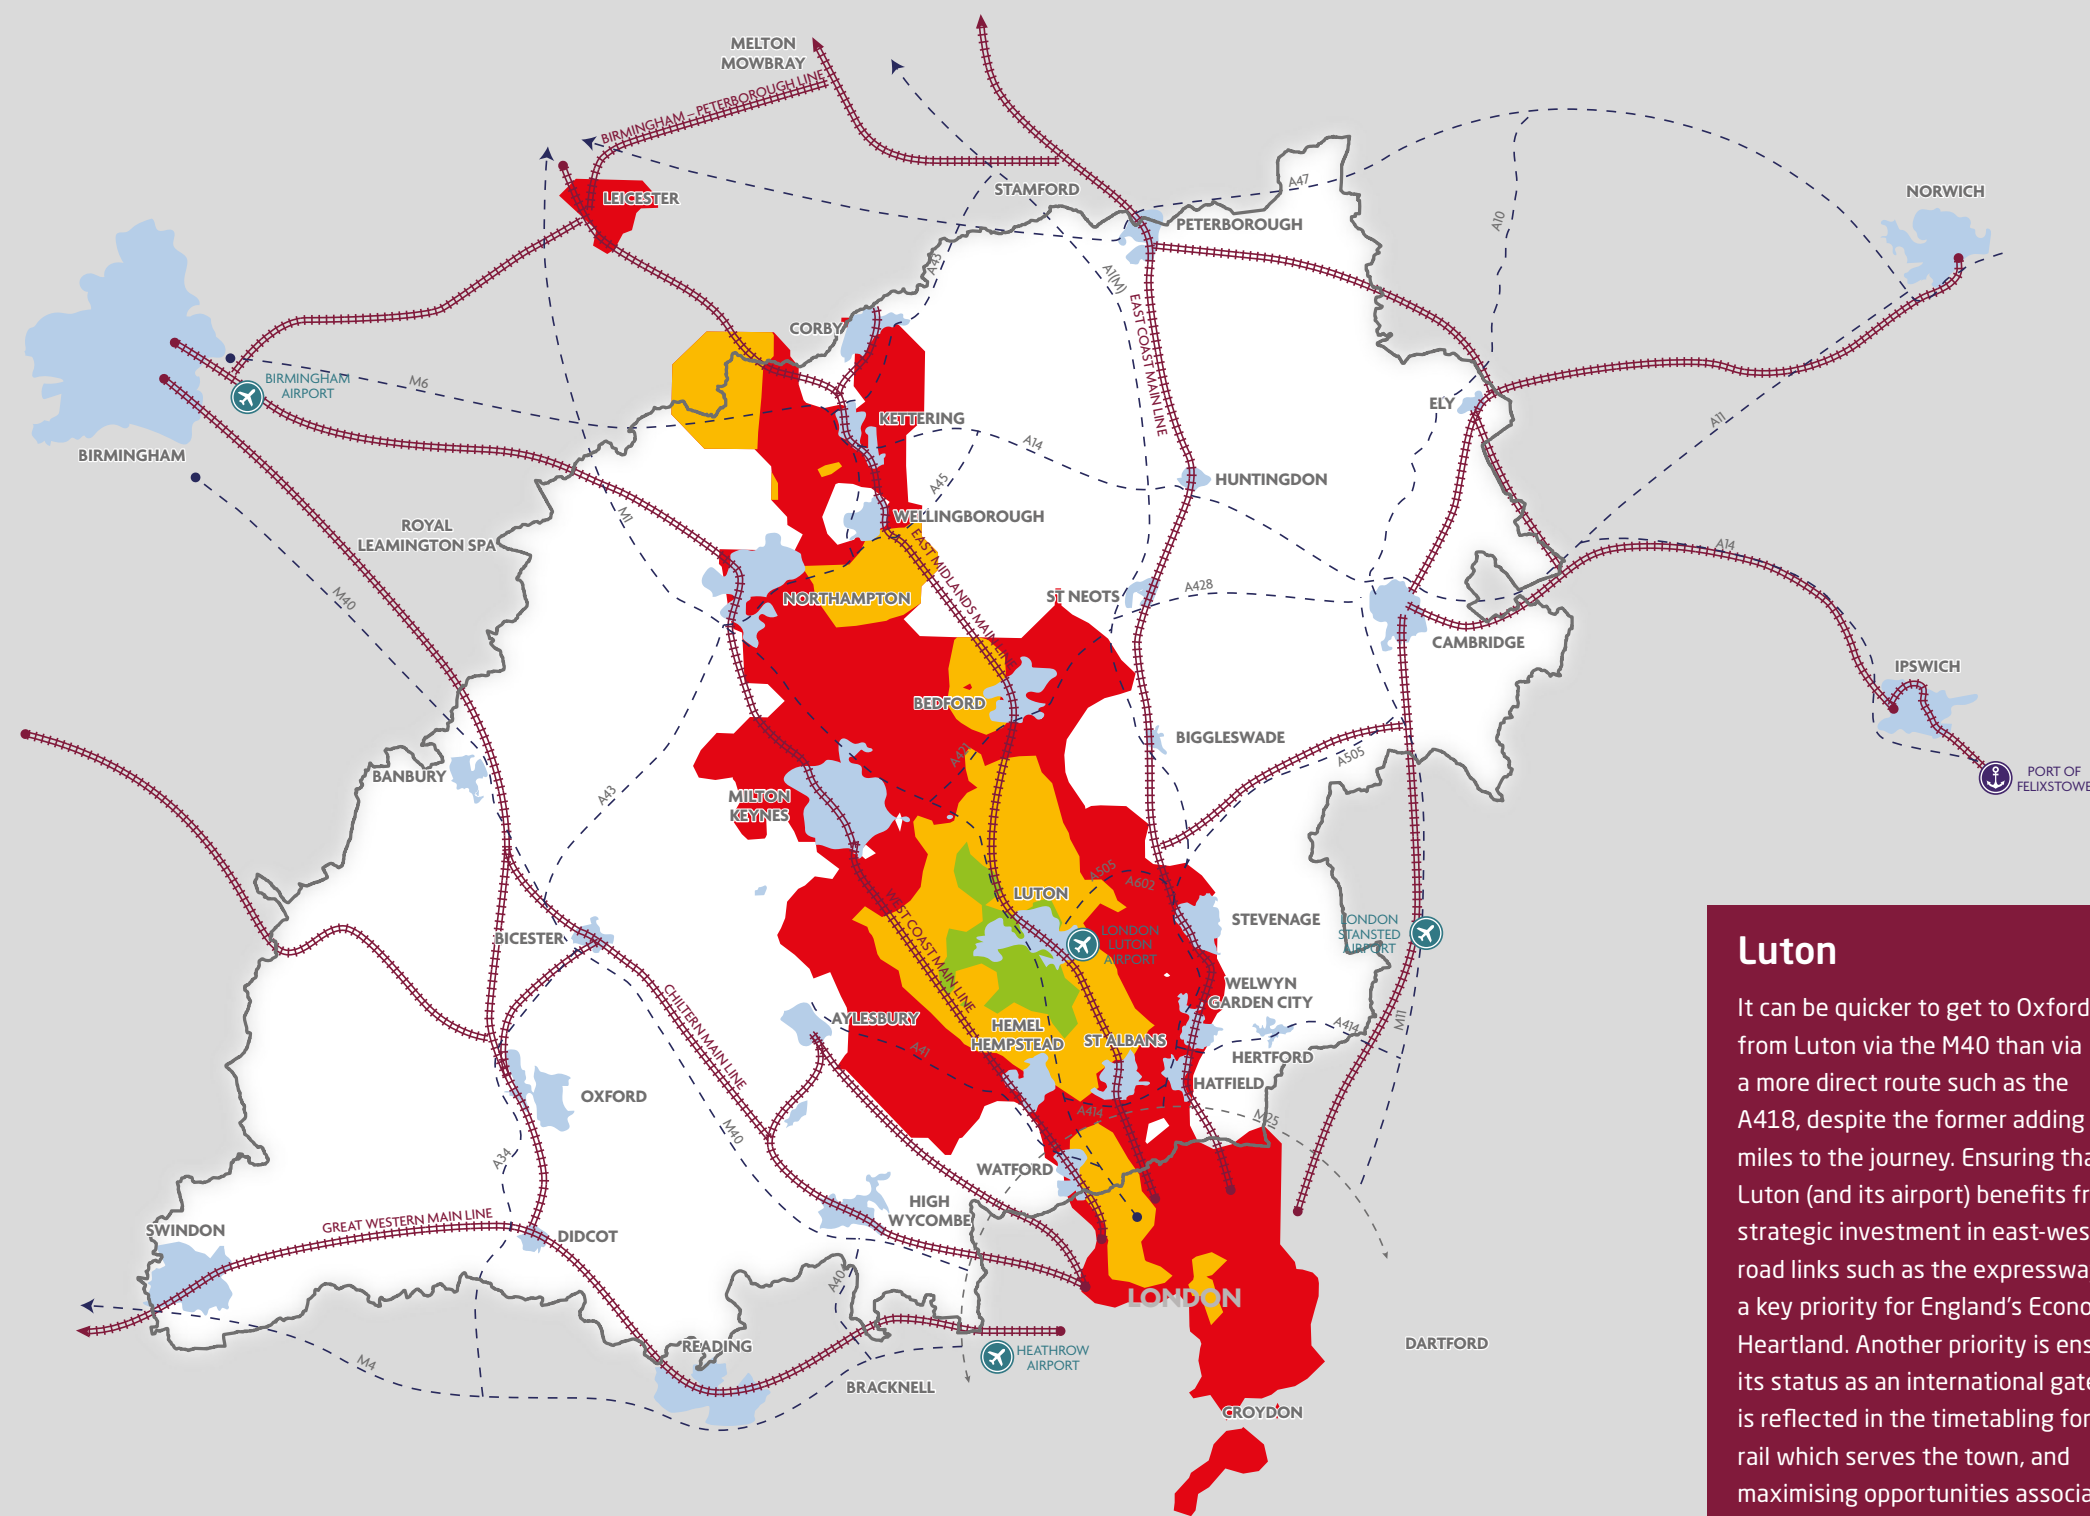 MELTON
MOWBRAY
BIRMINGHAM – PETERBOROUGH LINE
LEICESTER
STAMFORD
A47
NORWICH
PETERBOROUGH
A10
A43
A1(M)
EAST COAST MAIN LINE
CORBY
BIRMINGHAM
AIRPORT
M6
KETTERING
ELY
A11
BIRMINGHAM
A14
HUNTINGDON
A45
M1
WELLINGBOROUGH
ROYAL
LEAMINGTON SPA
EAST MIDLANDS MAIN LINE
A14
M40
NORTHAMPTON
ST NEOTS
A428
CAMBRIDGE
IPSWICH
BEDFORD
BIGGLESWADE
A421
A505
BANBURY
A43
MILTON
KEYNES
PORT OF
FELIXSTOWE
A505
A602
LUTON
WEST COAST MAIN LINE
STEVENAGE
LONDON
STANSTED
AIRPORT
BICESTER
LONDON
LUTON
AIRPORT
WELWYN
GARDEN CITY
CHILTERN MAIN LINE
AYLESBURY
HEMEL
HEMPSTEAD
ST ALBANS
A414
M11
A41
HERTFORD
HATFIELD
OXFORD
A414
M25
M40
A34
WATFORD
HIGH
WYCOMBE
SWINDON
GREAT WESTERN MAIN LINE
DIDCOT
A40
LONDON
READING
HEATHROW
AIRPORT
DARTFORD
M4
BRACKNELL
CROYDON
Luton
It can be quicker to get to Oxford
from Luton via the M40 than via
a more direct route such as the
A418, despite the former adding
miles to the journey. Ensuring tha
Luton (and its airport) benefits fr
strategic investment in east-wes
road links such as the expresswa
a key priority for England's Econo
Heartland. Another priority is ens
its status as an international gate
is reflected in the timetabling for
rail which serves the town, and
maximising opportunities associa